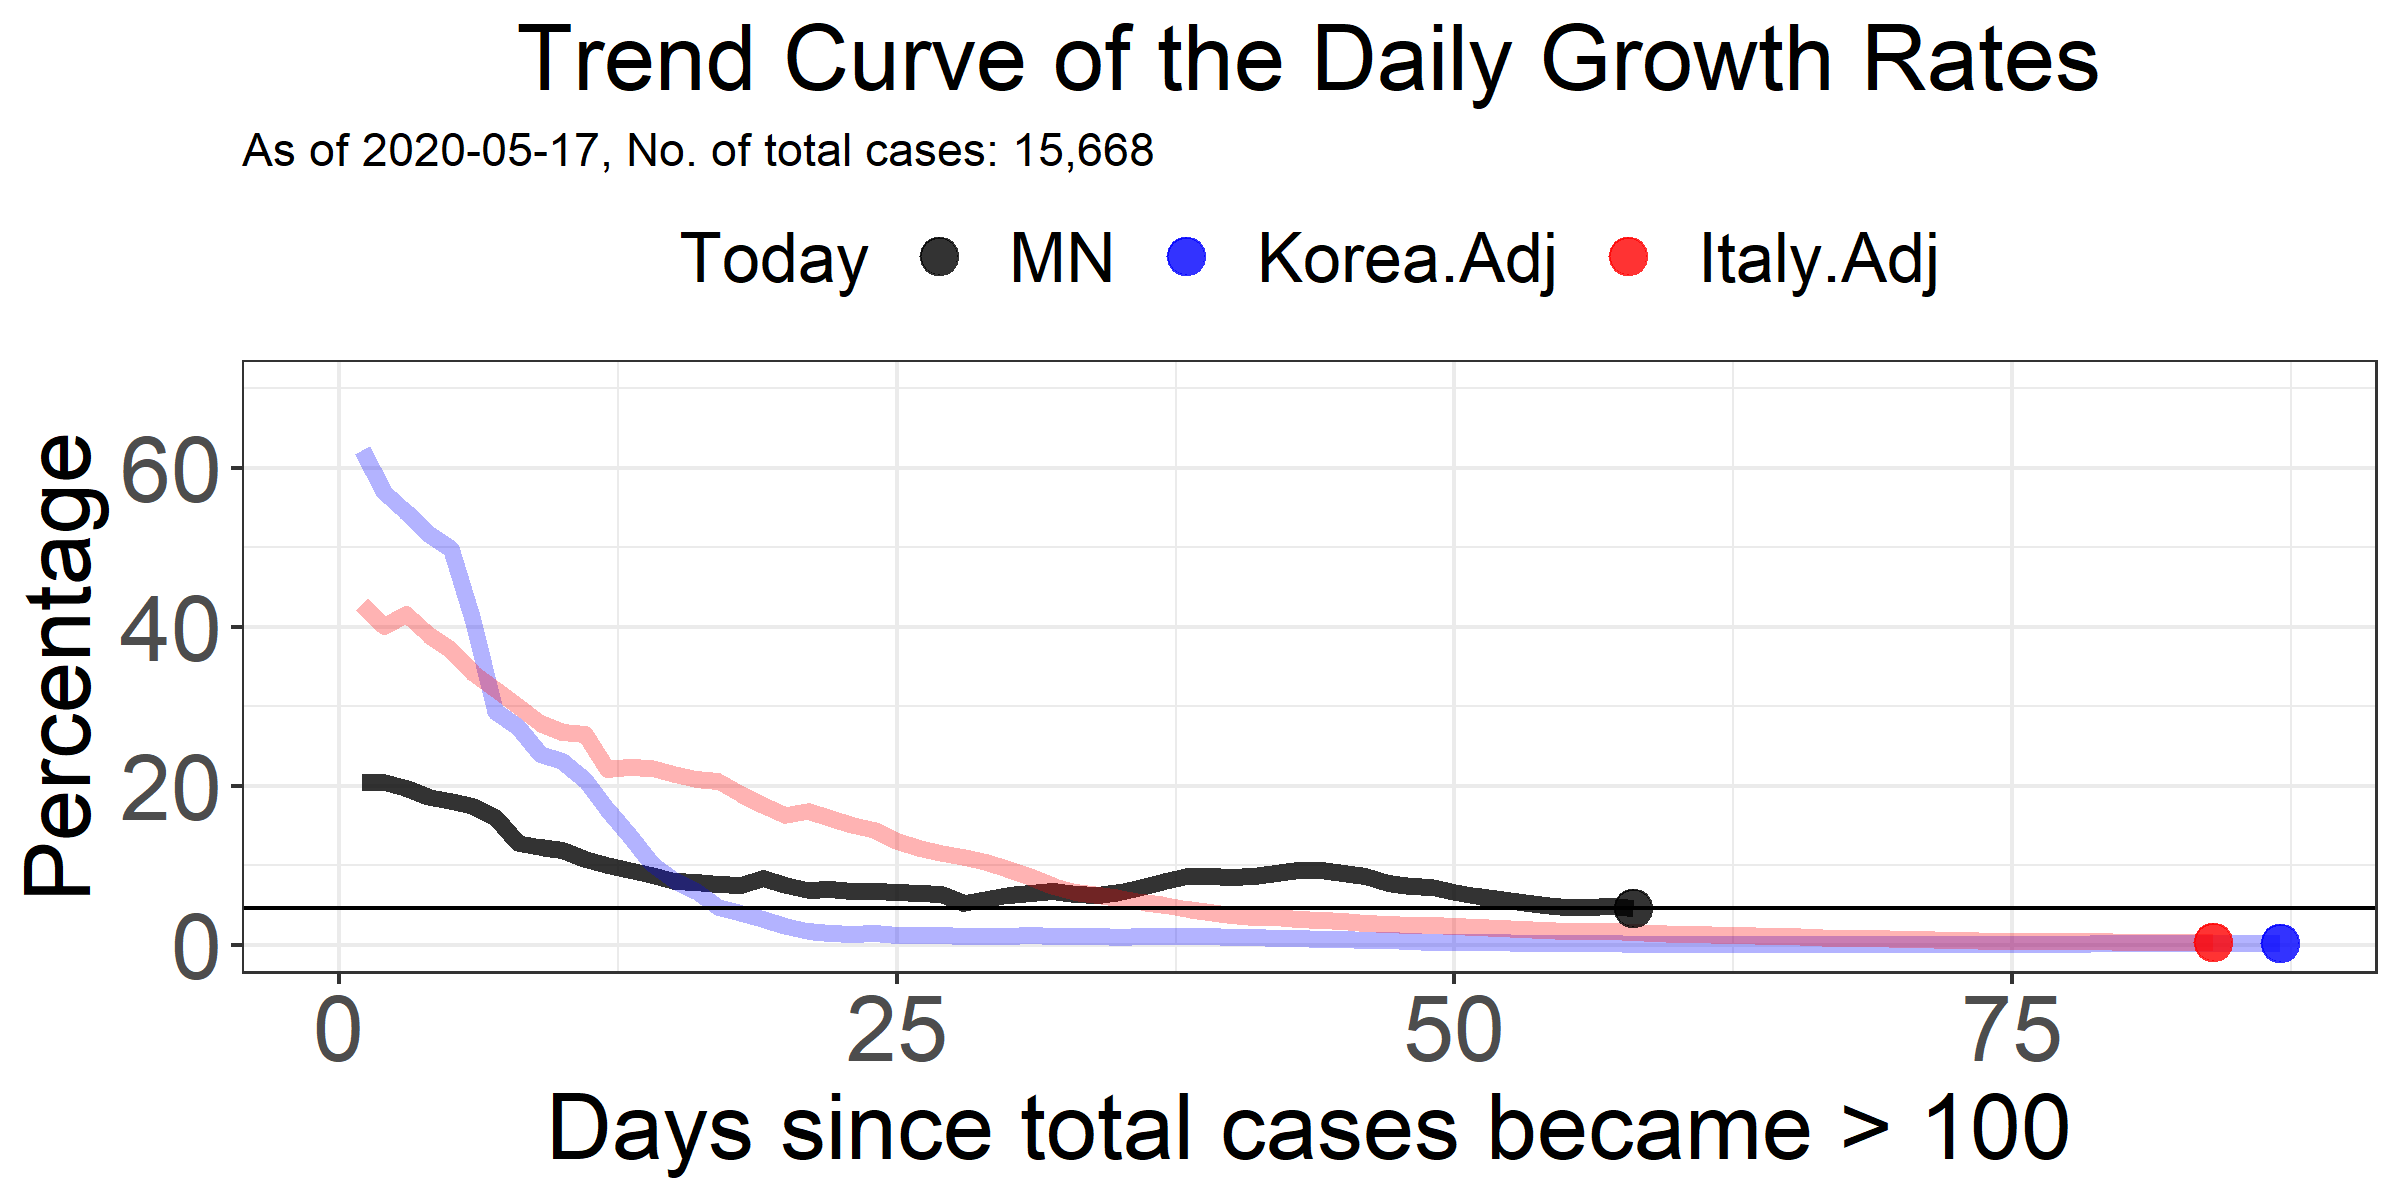 Trend Curve of the Daily Growth Rates
As of 2020-05-17, No. of total cases: 15,668
Today MN Korea.Adj Italy.Adj
Percentage
60
40
20
0
0 25 50 75
Days since total cases became > 100